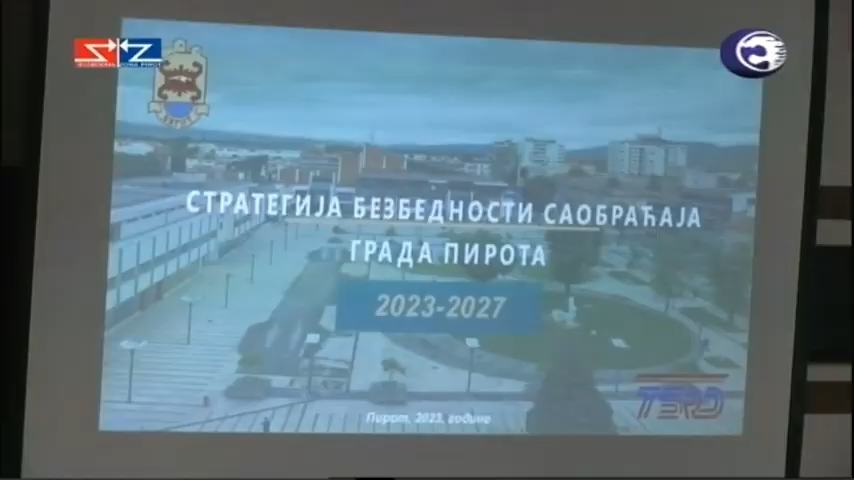 СТРАТЕГИЈА БЕЗБЕДНОСТИ САОБРАЋАЈА
ГРАДА ПИРОТА
2023-2027
Пирот, 2023. године